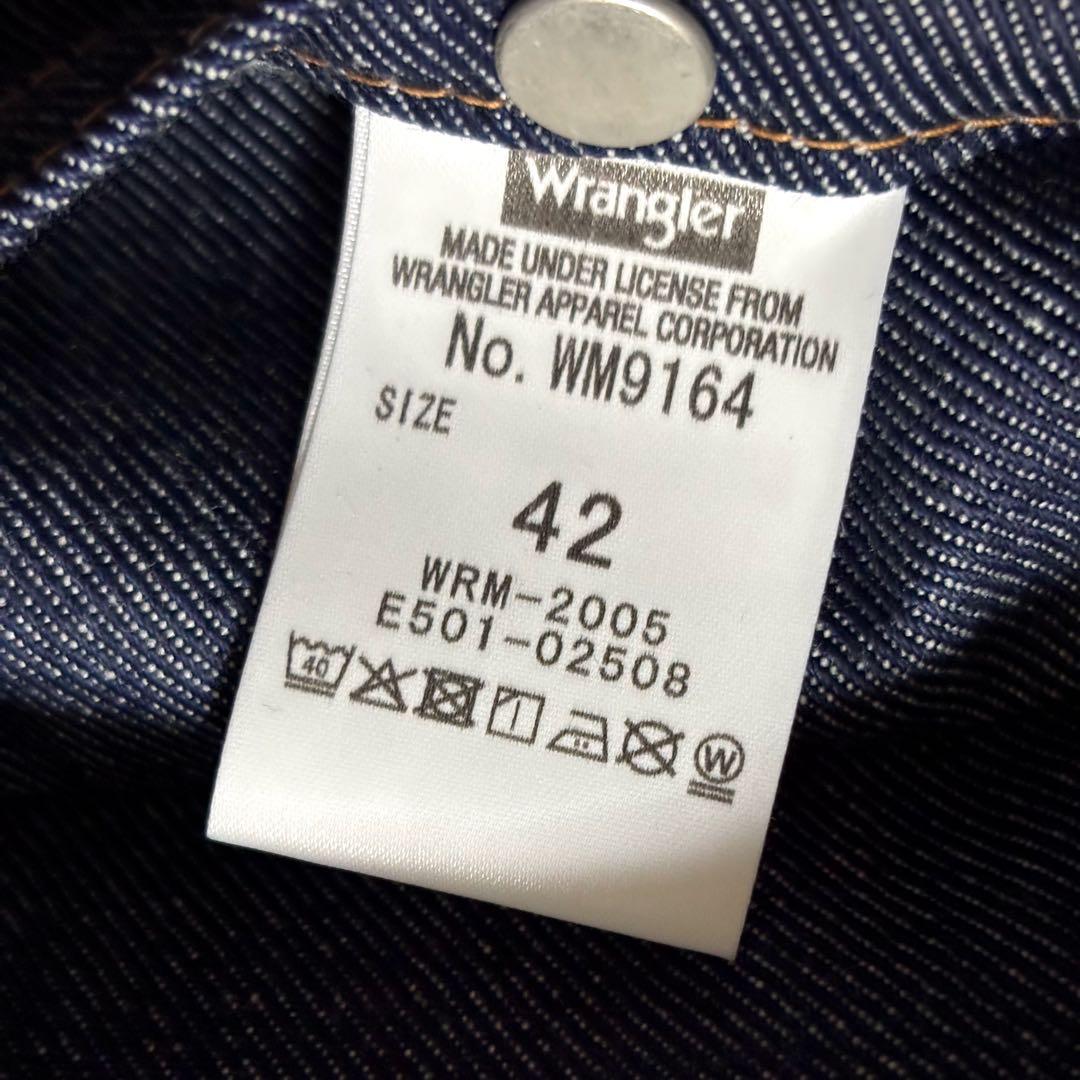 Wrangler
MADE UNDER LICENSE FROM
WRANGLER APPAREL CORPORATION
No. WM9164
SIZE
42
WRM-2005
E501-02508
40
W